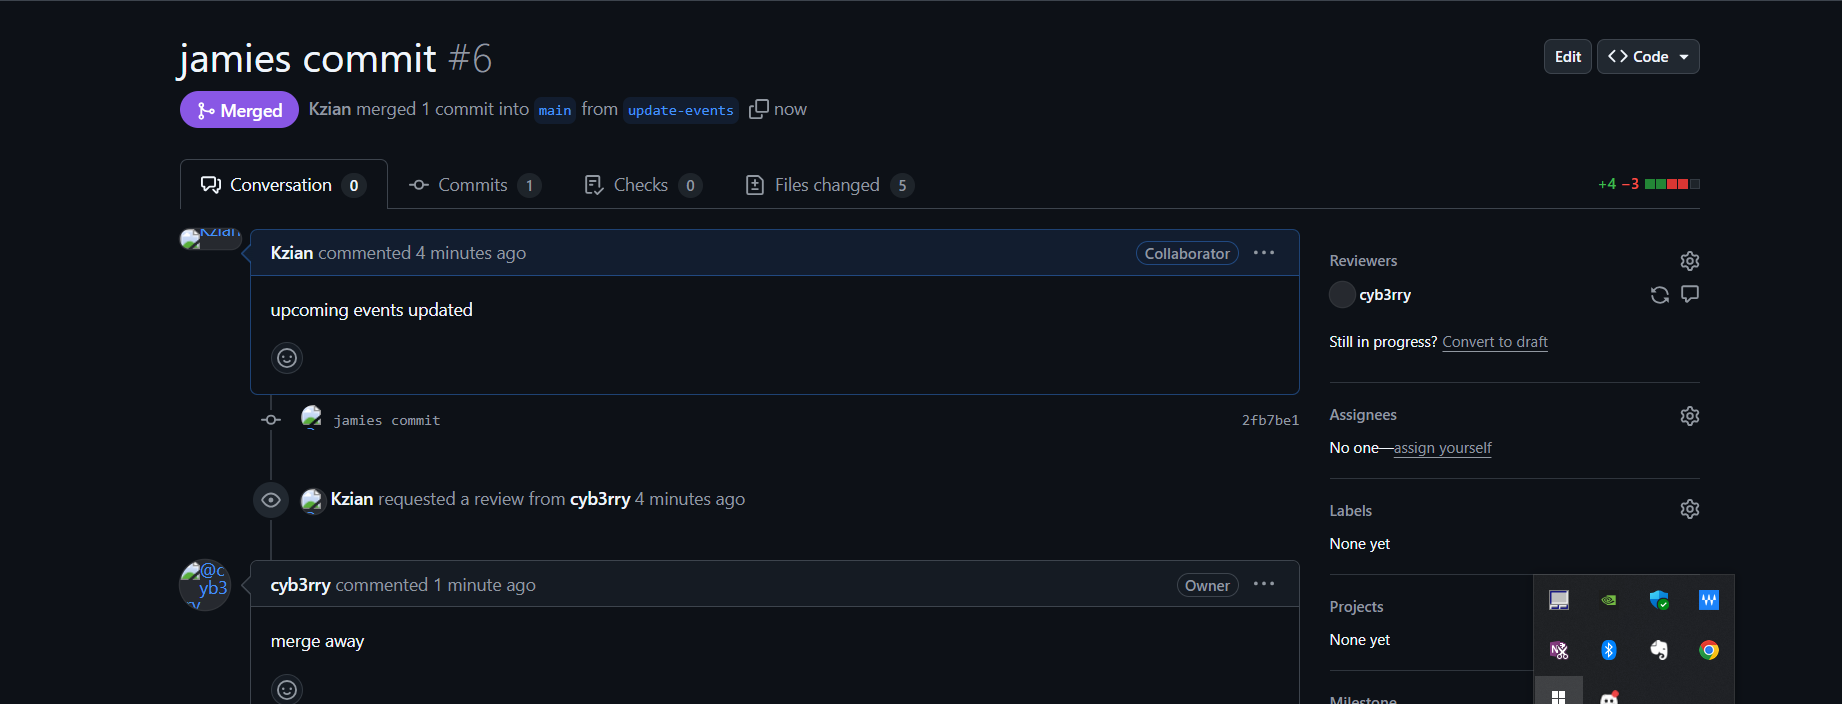 jamies commit #6
Edit
Code
Merged
Kzian merged 1 commit into main from update-events now
Conversation 0
Commits 1
Checks 0
Files changed 5
+4 −3
Kzian
Kzian commented 4 minutes ago
Collaborator
upcoming events updated
jamies commit
2fb7be1
Kzian requested a review from cyb3rry 4 minutes ago
@c
yb3
rry
cyb3rry commented 1 minute ago
Owner
merge away
Reviewers
cyb3rry
Still in progress? Convert to draft
Assignees
No one—assign yourself
Labels
None yet
Projects
None yet
Milestone